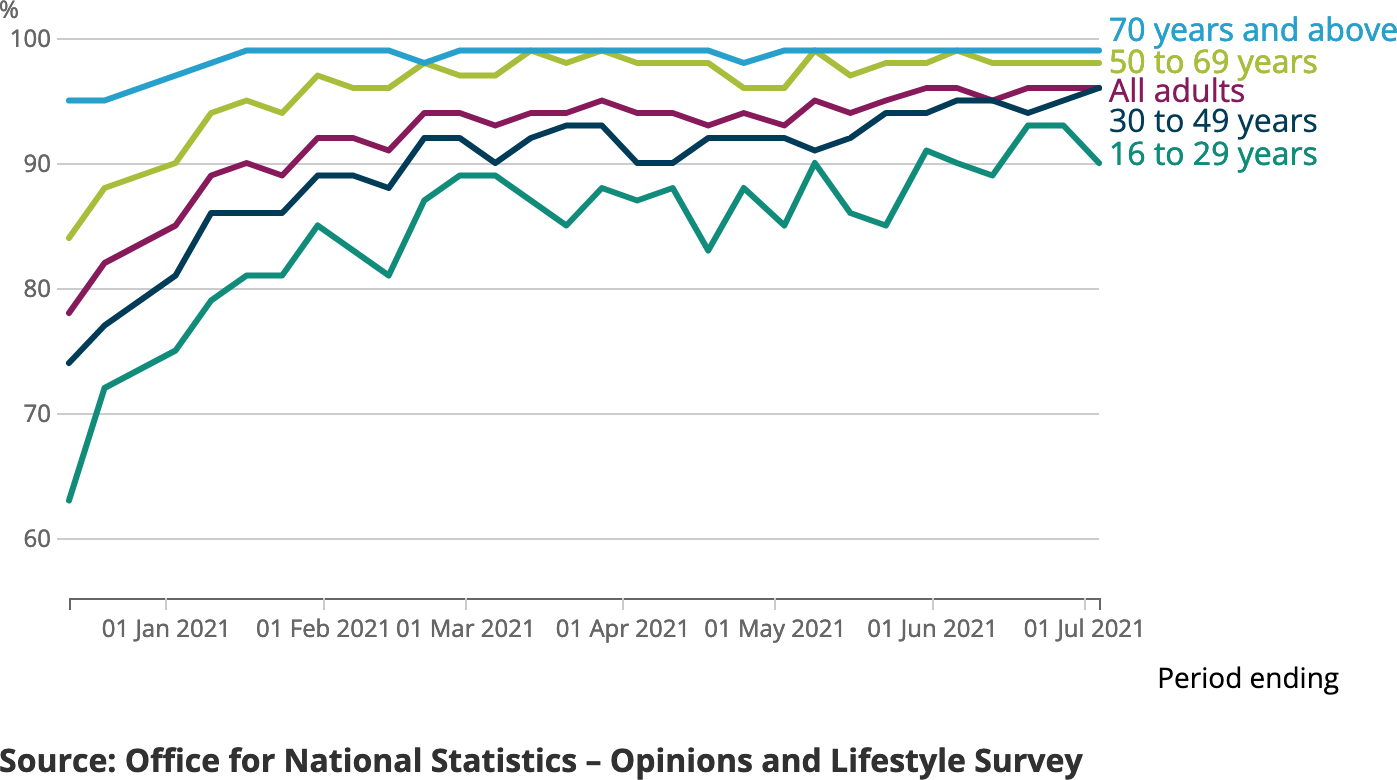 %
100
70 years and above
50 to 69 years
All adults
30 to 49 years
90
16 to 29 years
80
70
60
01 Jan 2021 01 Feb 2021 01 Mar 2021 01 Apr 2021 01 May 2021 01 Jun 2021 01 Jul 2021
Period ending
Source: Office for National Statistics – Opinions and Lifestyle Survey